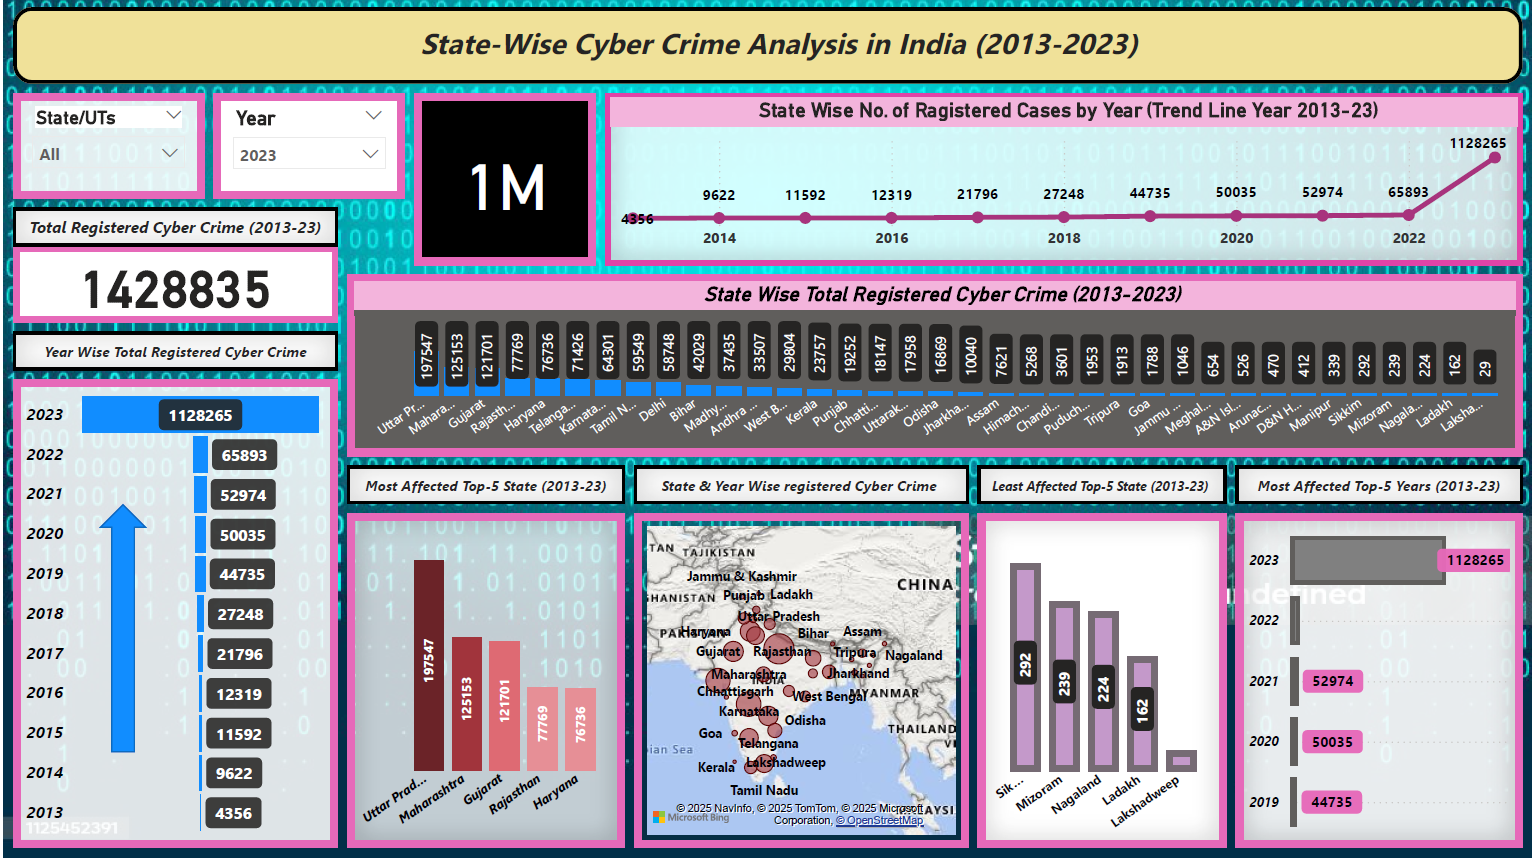 State-Wise Cyber Crime Analysis in India (2013-2023)
State/UTs
All
Year
2023
1M
State Wise No. of Ragistered Cases by Year (Trend Line Year 2013-23)
4356 9622 11592 12319 21796 27248 44735 50035 52974 65893 1128265
2014 2016 2018 2020 2022
Total Registered Cyber Crime (2013-23)
1428835
Year Wise Total Registered Cyber Crime
2023 1128265
2022 65893
2021 52974
2020 50035
2019 44735
2018 27248
2017 21796
2016 12319
2015 11592
2014 9622
2013 4356
1125452391
State Wise Total Registered Cyber Crime (2013-2023)
197547 125153 121701 77769 76736 71426 64301 59549 58748 42029 37435 33507 29804 23757 19252 18147 17958 16869 10040 7621 5268 3601 1953 1913 1788 1046 654 526 470 412 339 292 239 224 162 29
Uttar Pr... Mahara... Gujarat Rajasth... Haryana Telanga... Karnata... Tamil N... Delhi Bihar Madhy... Andhra ... West B... Kerala Punjab Chhatti... Uttarak... Odisha Jharkha... Assam Himach... Chandi... Puduch... Tripura Goa Jammu ... Meghal... A&N Isl... Arunac... D&N H... Manipur Sikkim Mizoram Nagala... Ladakh Laksha...
Most Affected Top-5 State (2013-23)
197547 125153 121701 77769 76736
Uttar Prad... Maharashtra Gujarat Rajasthan Haryana
State & Year Wise registered Cyber Crime
TAN TAJIKISTAN
Jammu & Kashmir
CHINA
GHANISTAN Punjab Ladakh
Uttar Pradesh
PAKISTAN Haryana Bihar Assam
Gujarat Rajasthan Tripura Nagaland
Maharashtra INDIA Jharkhand
Chhattisgarh West Bengal MYANMAR
Karnataka Odisha
Goa THAILAND
Telangana
ian Sea
Kerala Lakshadweep
Tamil Nadu
© 2025 NavInfo, © 2025 TomTom, © 2025 Microsoft
Microsoft Bing Corporation, © OpenStreetMap
Least Affected Top-5 State (2013-23)
292 239 224 162
Sik... Mizoram Nagaland Ladakh Lakshadweep
Most Affected Top-5 Years (2013-23)
2023 1128265
2022
2021 52974
2020 50035
2019 44735